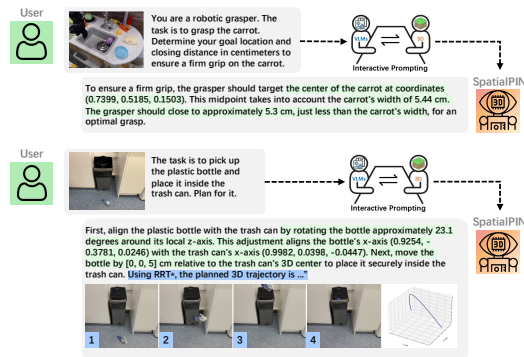 User
You are a robotic grasper. The
task is to grasp the carrot.
Determine your goal location and
closing distance in centimeters to
ensure a firm grip on the carrot.
VLMs
3D
Interactive Prompting
SpatialPIN
3D
To ensure a firm grip, the grasper should target the center of the carrot at coordinates
(0.7399, 0.5185, 0.1503). This midpoint takes into account the carrot's width of 5.44 cm.
The grasper should close to approximately 5.3 cm, just less than the carrot's width, for an
optimal grasp.
User
The task is to pick up
the plastic bottle and
place it inside the
trash can. Plan for it.
VLMs
3D
Interactive Prompting
SpatialPIN
3D
First, align the plastic bottle with the trash can by rotating the bottle approximately 23.1
degrees around its local z-axis. This adjustment aligns the bottle's x-axis (0.9254, -
0.3781, 0.0246) with the trash can's x-axis (0.9982, 0.0398, -0.0447). Next, move the
bottle by [0, 0, 5] cm relative to the trash can's 3D center to place it securely inside the
trash can. Using RRT*, the planned 3D trajectory is ..."
1
2
3
4